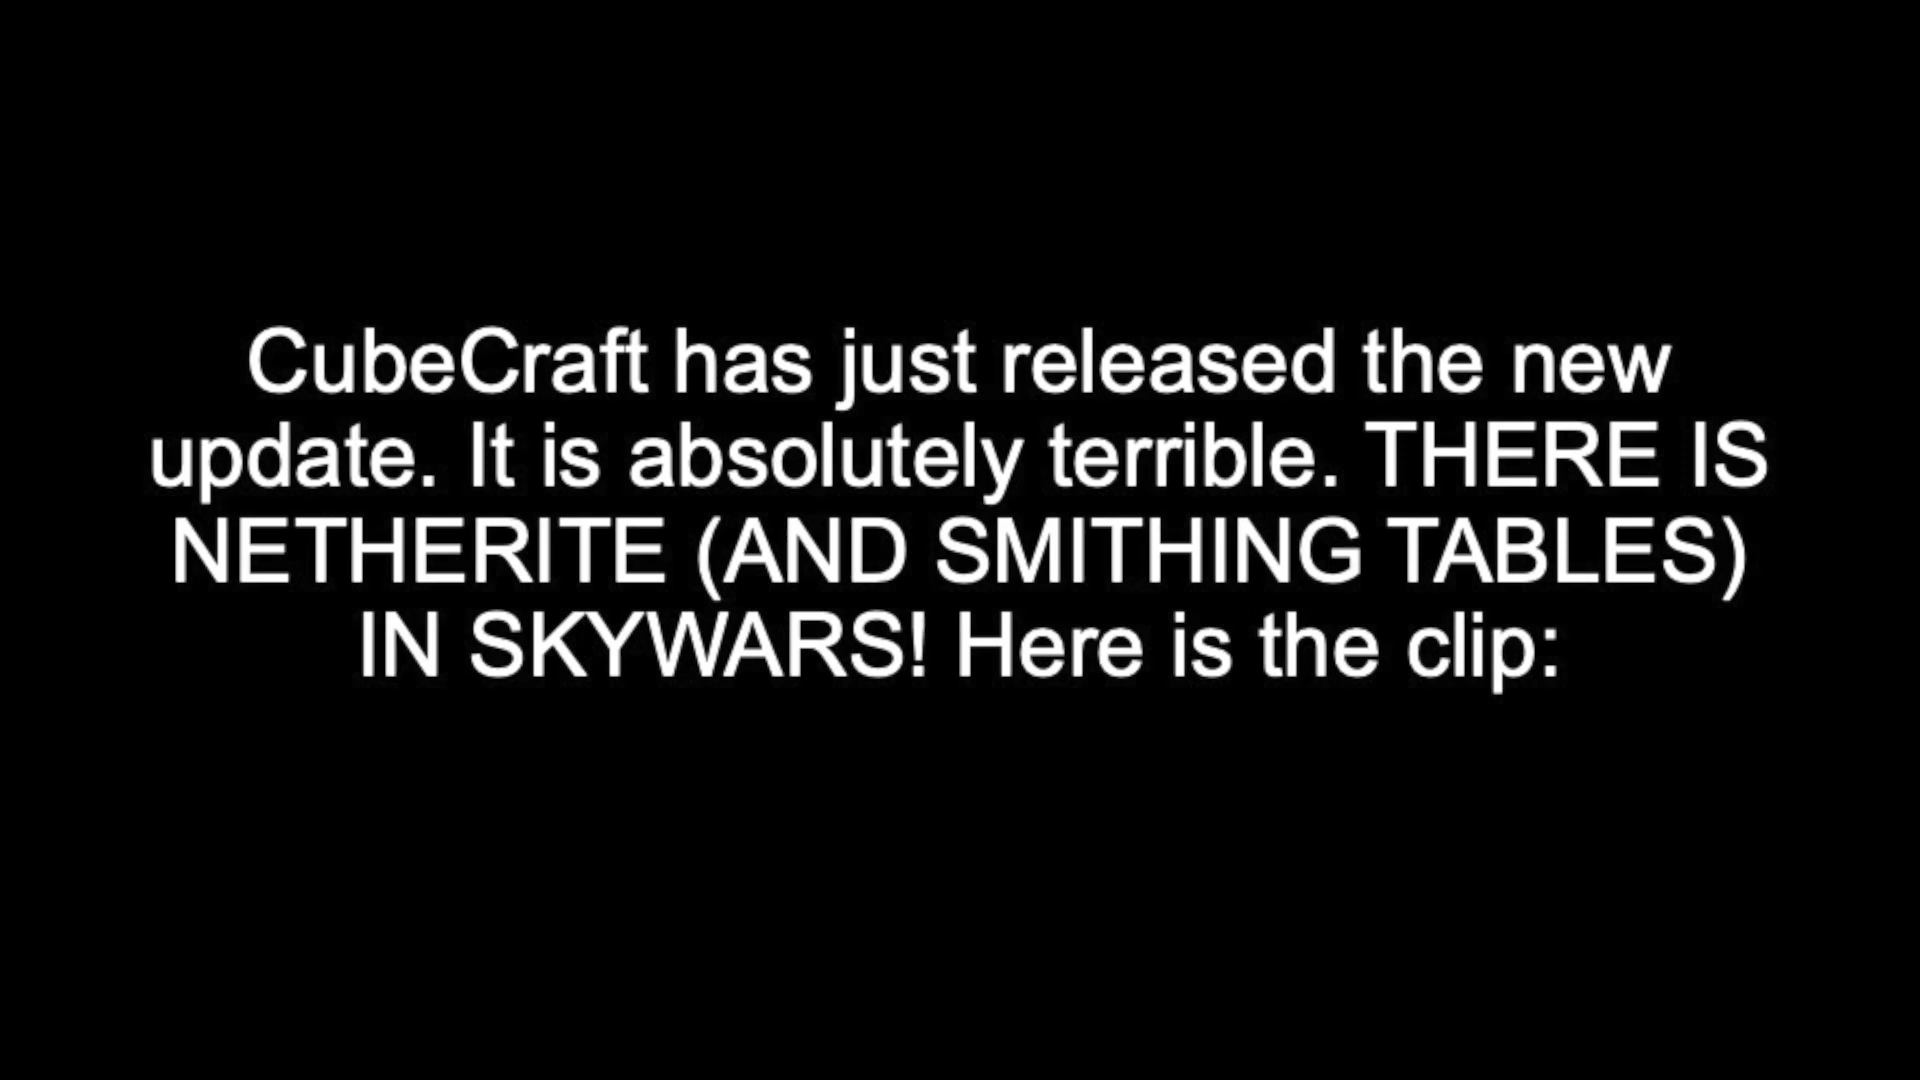 CubeCraft has just released the new
update. It is absolutely terrible. THERE IS
NETHERITE (AND SMITHING TABLES)
IN SKYWARS! Here is the clip: